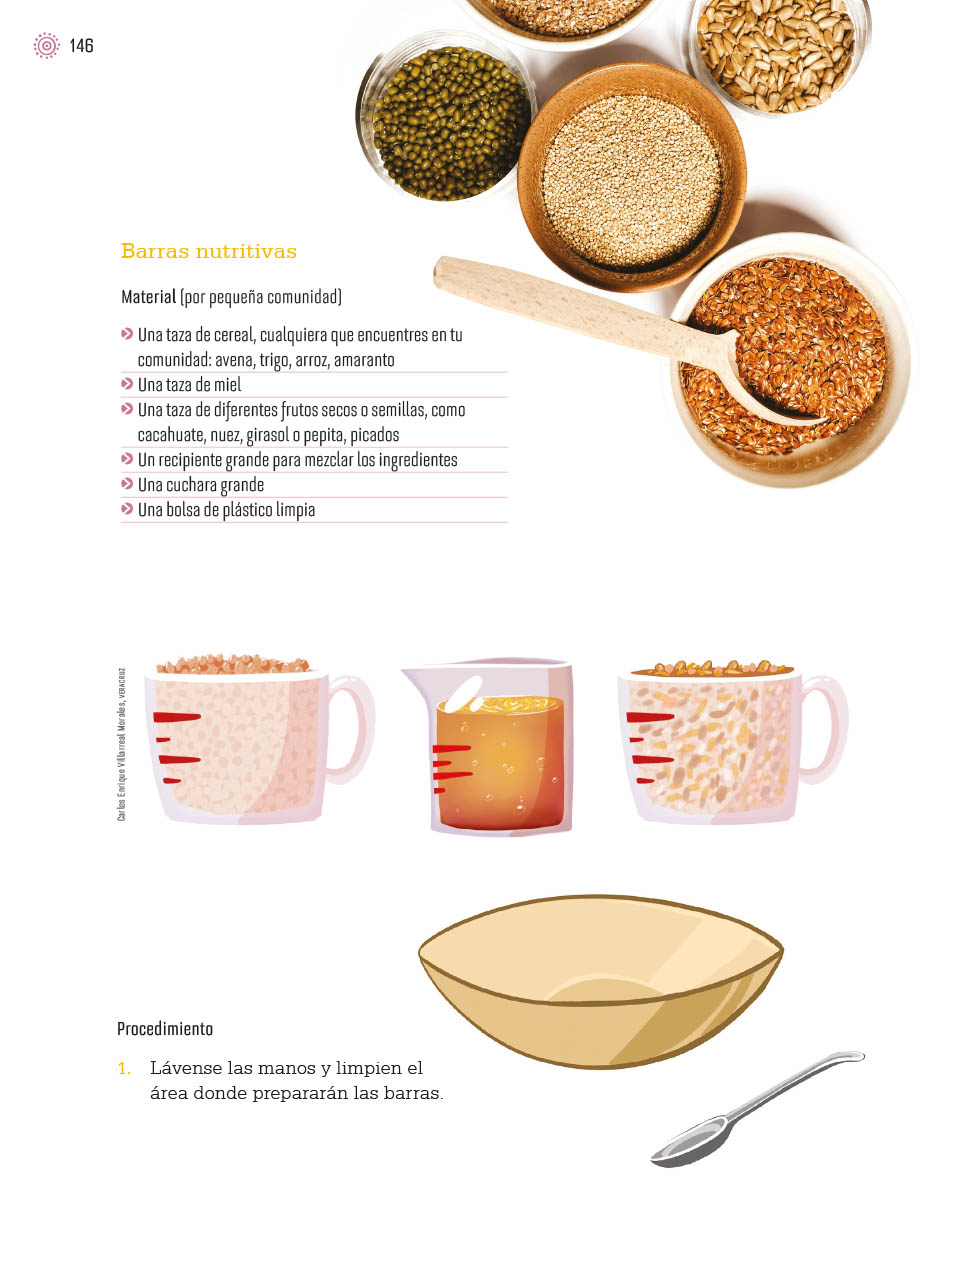 146
Barras nutritivas
Material (por pequeña comunidad)
Una taza de cereal, cualquiera que encuentres en tu
comunidad: avena, trigo, arroz, amaranto
Una taza de miel
Una taza de diferentes frutos secos o semillas, como
cacahuate, nuez, girasol o pepita, picados
Un recipiente grande para mezclar los ingredientes
Una cuchara grande
Una bolsa de plástico limpia
Carlos Enrique Villarreal Morales, VERACRUZ
Procedimiento
1. Lávense las manos y limpien el
área donde prepararán las barras.